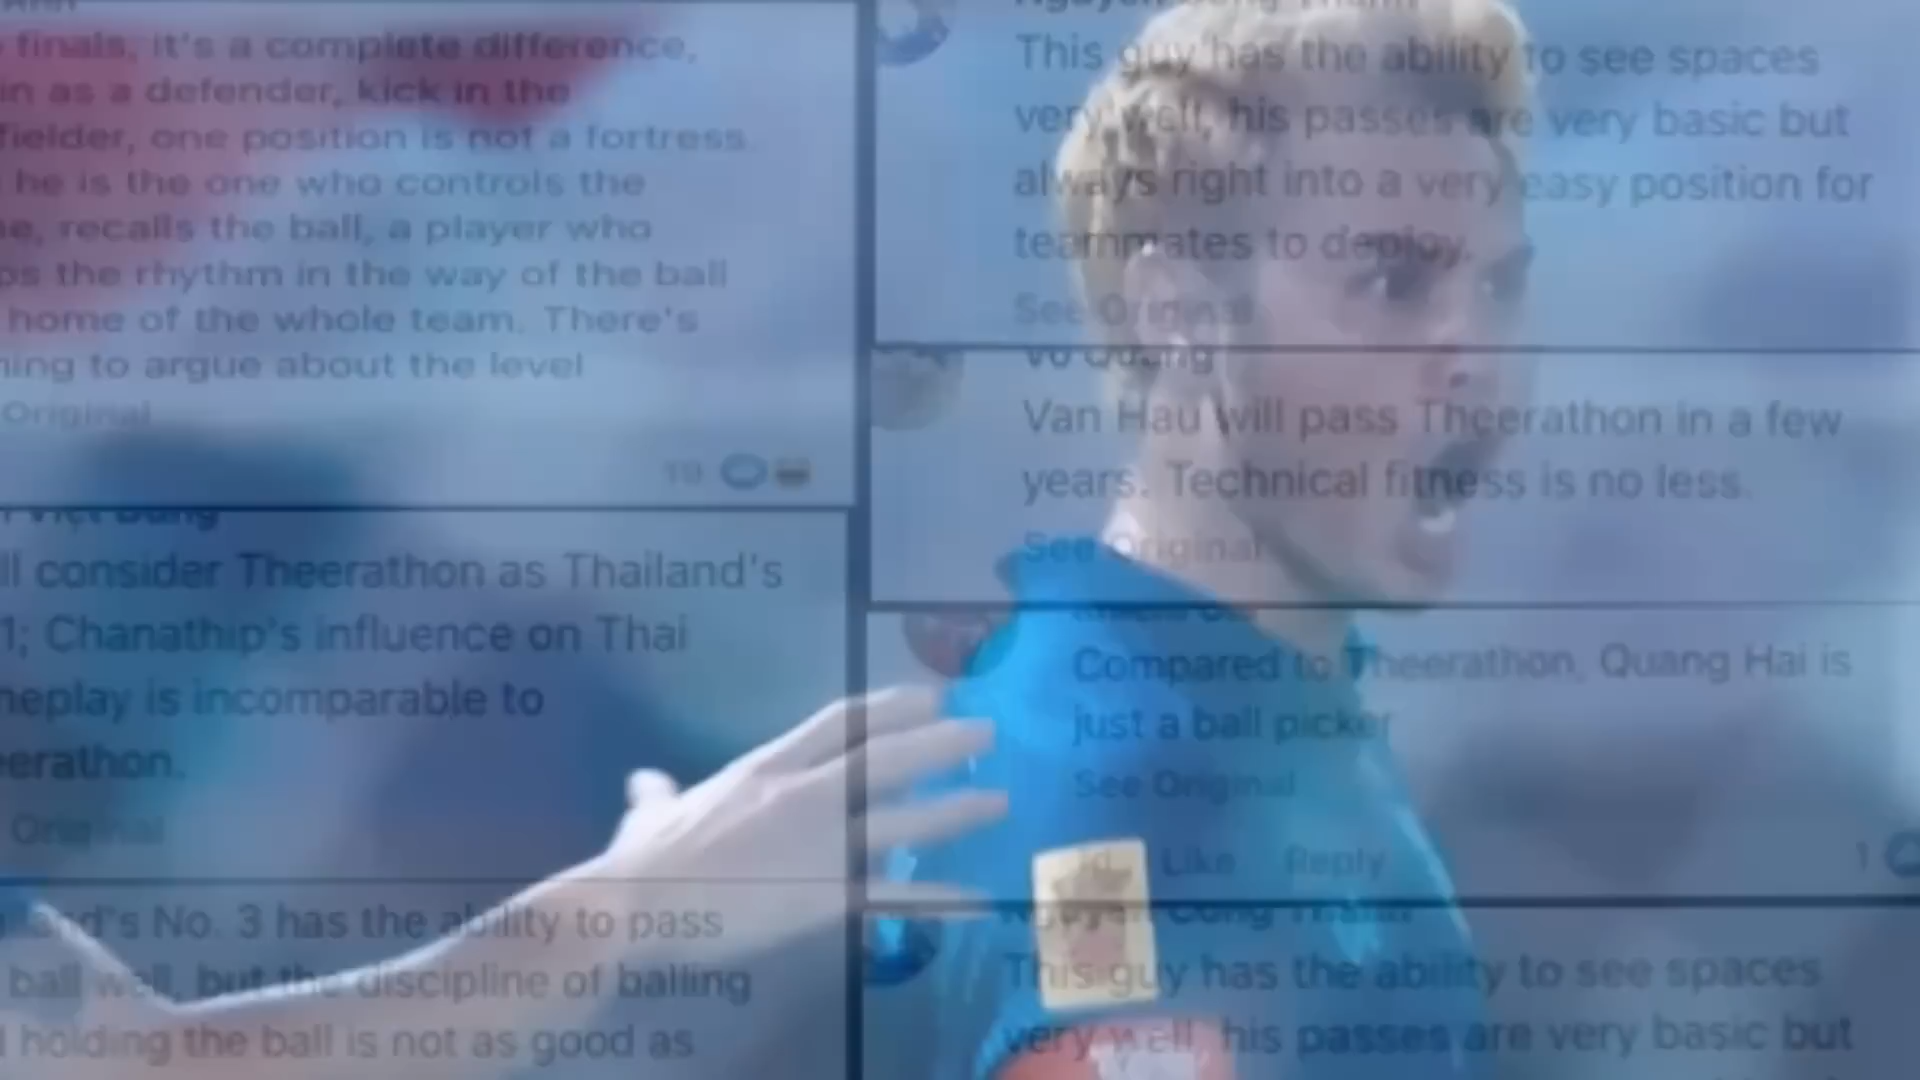 finals, it's a complete difference,
in as a defender, kick in the
fielder, one position is not a fortress.
he is the one who controls the
recalls the ball, a player who
the rhythm in the way of the ball
home of the whole team. There's
to argue about the level
Original
19
Viet
consider Theerathon as Thailand's
1; Chanathip's influence on Thai
is incomparable to
Original
No. 3 has the ability to pass
ball well, but the discipline of balling
holding the ball is not as good as
This guy has the ability to see spaces
very well, his passes are very basic but
always right into a very easy position for
teammates to deploy.
See Original
Vo Quang
Van Hau will pass Theerathon in a few
years. Technical fitness is no less.
See Original
Compared to Theerathon, Quang Hai is
just a ball picker
See Original
Like Reply
1
Nguyen Cong
This guy has the ability to see spaces
very well, his passes are very basic but